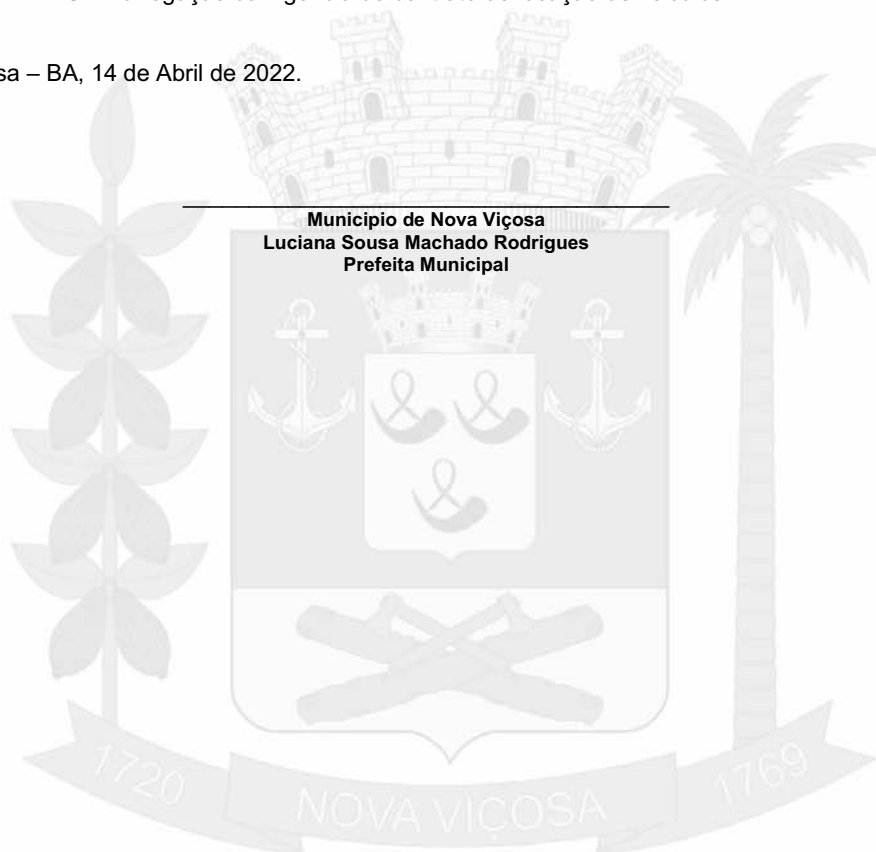 sa – BA, 14 de Abril de 2022.
Municipio de Nova Viçosa
Luciana Sousa Machado Rodrigues
Prefeita Municipal
1720
NOVA VIÇOSA
1769